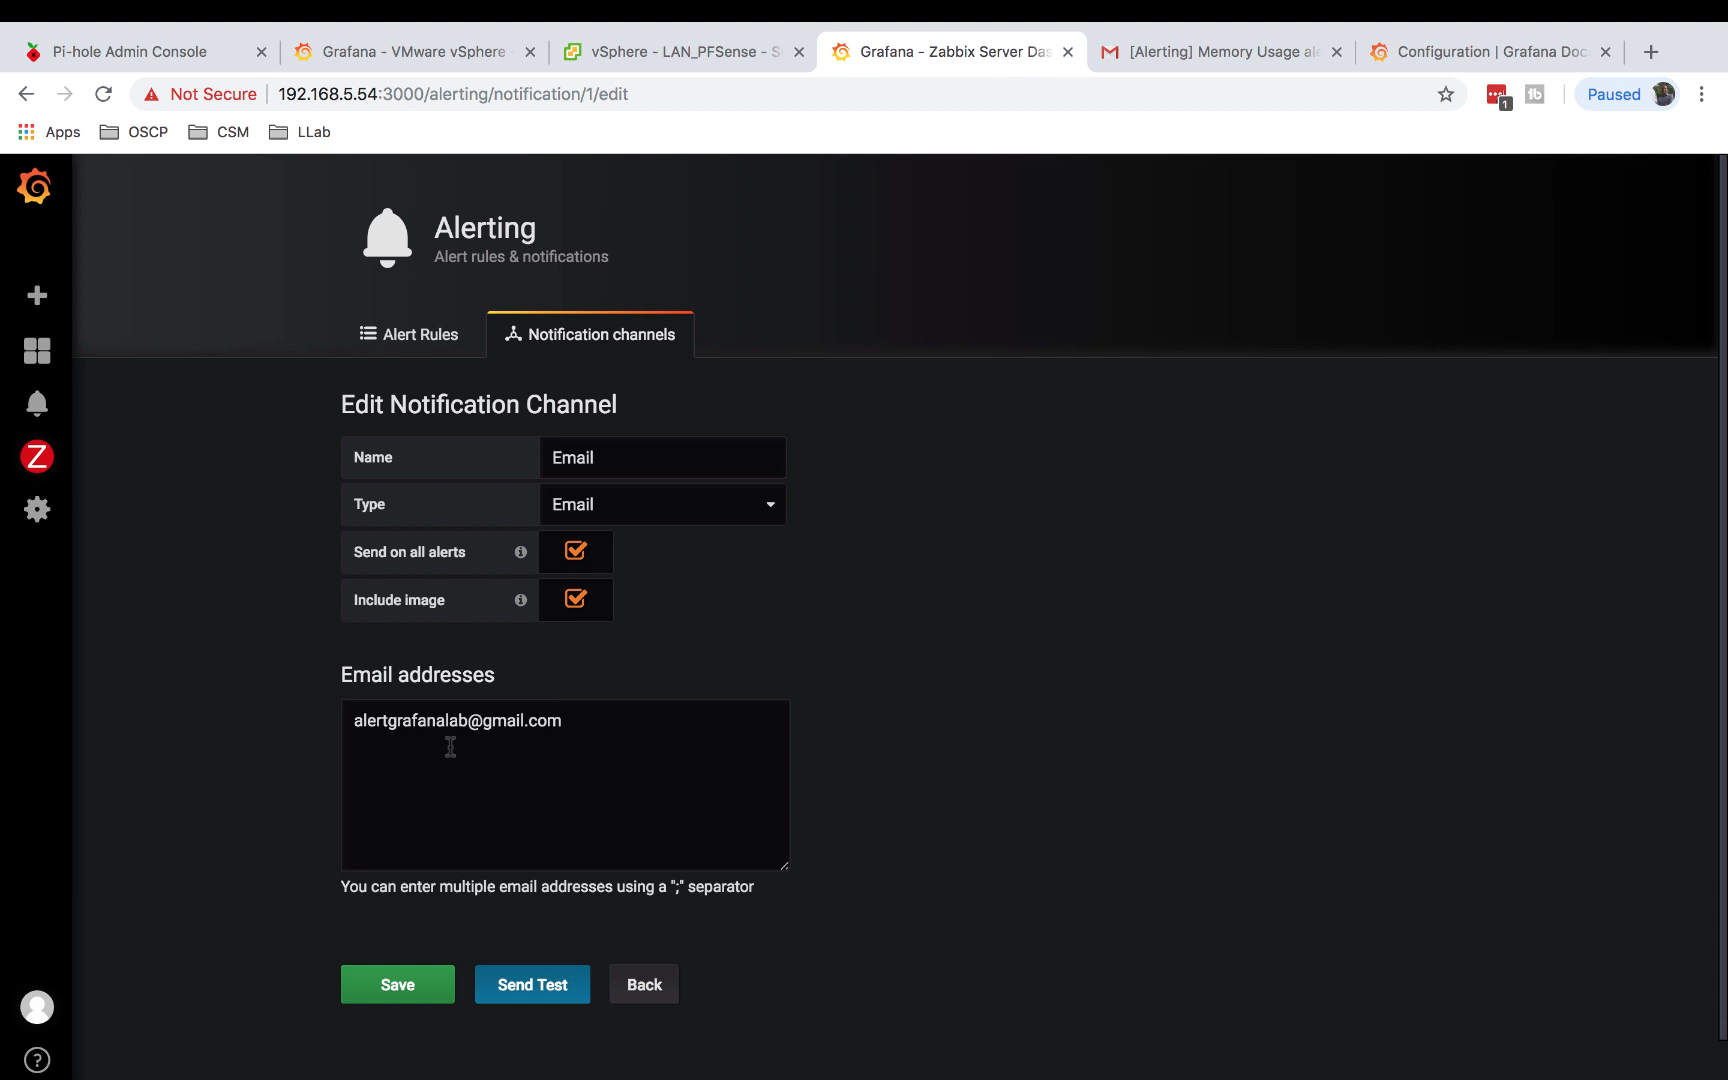 Pi-hole Admin Console
Grafana - VMware vSphere
vSphere - LAN_PFSense - S
Grafana - Zabbix Server Das
[Alerting] Memory Usage ale
Configuration | Grafana Doc
Not Secure
192.168.5.54:3000/alerting/notification/1/edit
1
tb
Paused
Apps
OSCP
CSM
LLab
Alerting
Alert rules & notifications
Alert Rules
Notification channels
Edit Notification Channel
Name
Email
Type
Email
Z
Send on all alerts
Include image
Email addresses
alertgrafanalab@gmail.com
You can enter multiple email addresses using a ";" separator
Save
Send Test
Back